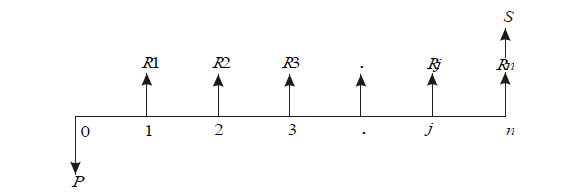 S
R1 R2 R3 . Rj Rn
0 1 2 3 . j n
P